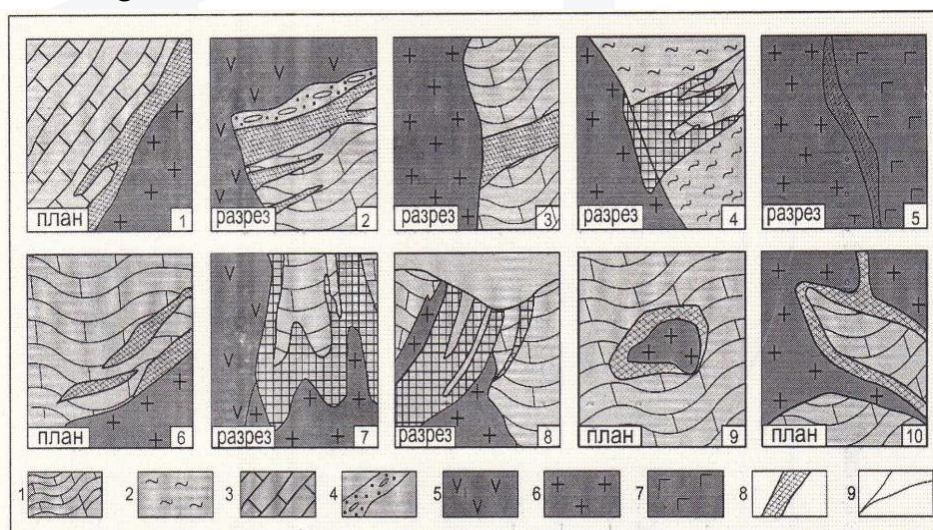 план 1
разрез 2
разрез 3
разрез 4
разрез 5
план 6
разрез 7
разрез 8
план 9
план 10
1 2 3 4 5 6 7 8 9